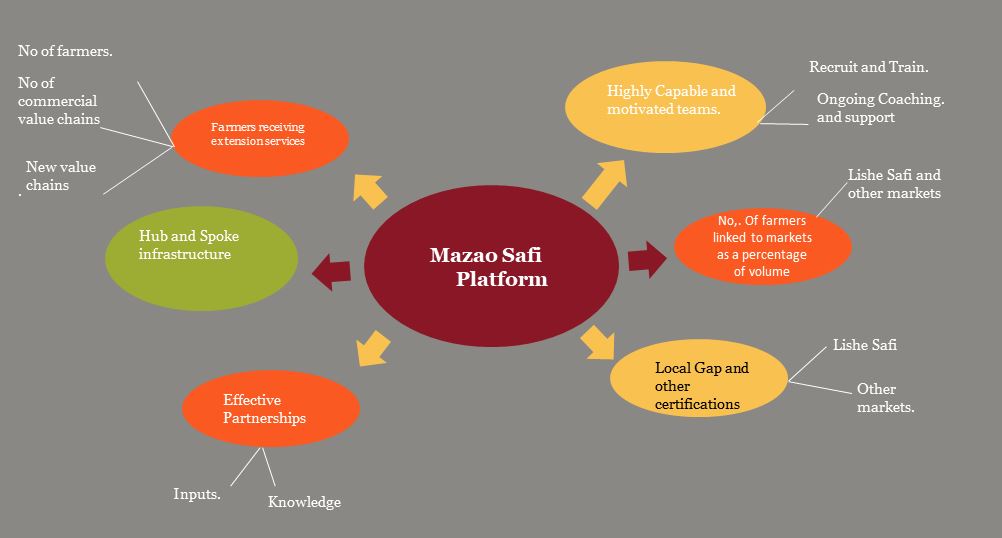 No of farmers.
No of
commercial
value chains
New value
chains
.
Farmers receiving
extension services
Hub and Spoke
infrastructure
Effective
Partnerships
Inputs.
Knowledge
Mazao Safi
Platform
Highly Capable and
motivated teams.
Recruit and Train.
Ongoing Coaching.
and support
Lishe Safi and
other markets
No,. Of farmers
linked to markets
as a percentage
of volume
Local Gap and
other
certifications
Lishe Safi
Other
markets.